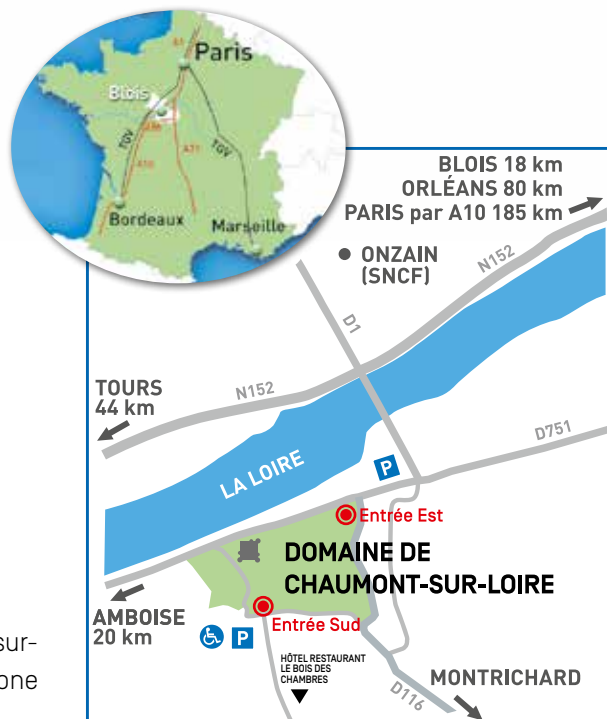 A1
Paris
Blois
A85
TGV
A10
A71
TGV
Bordeaux
Marseille
BLOIS 18 km
ORLÉANS 80 km
PARIS par A10 185 km
ONZAIN
(SNCF)
N152
D1
TOURS
44 km
N152
D751
LA LOIRE
P
Entrée Est
DOMAINE DE
CHAUMONT-SUR-LOIRE
AMBOISE
20 km
P
Entrée Sud
sur-
one
HÔTEL RESTAURANT
LE BOIS DES
CHAMBRES
D116
MONTRICHARD